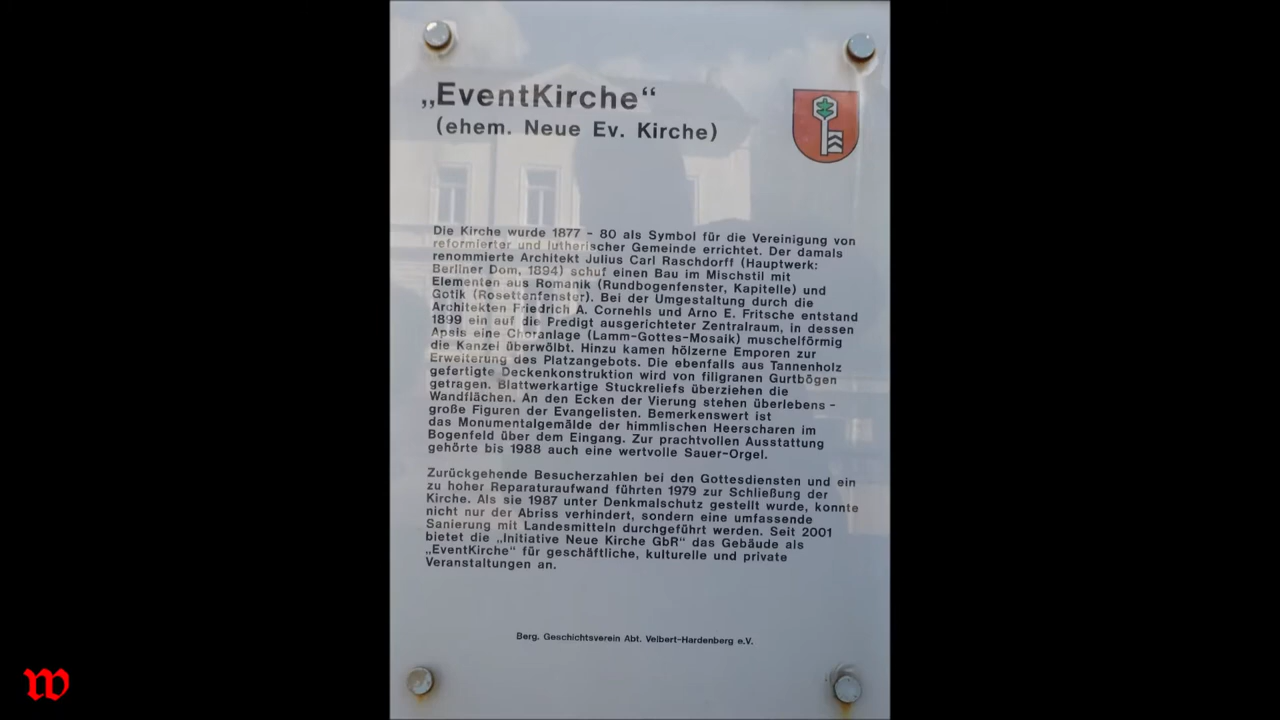 „EventKirche“
(ehem. Neue Ev. Kirche)
Die Kirche wurde 1877 - 80 als Symbol für die Vereinigung von
reformierter und lutherischer Gemeinde errichtet. Der damals
renommierte Architekt Julius Carl Raschdorff (Hauptwerk:
Berliner Dom, 1894) schuf einen Bau im Mischstil mit
Elementen aus Romanik (Rundbogenfenster, Kapitelle) und
Gotik (Rosettenfenster). Bei der Umgestaltung durch die
Architekten Friedrich A. Cornehls und Arno E. Fritsche entstand
1899 ein auf die Predigt ausgerichteter Zentralraum, in dessen
Apsis eine Choranlage (Lamm-Gottes-Mosaik) muschelförmig
die Kanzel überwölbt. Hinzu kamen hölzerne Emporen zur
Erweiterung des Platzangebots. Die ebenfalls aus Tannenholz
gefertigte Deckenkonstruktion wird von filigranen Gurtbögen
getragen. Blattwerkartige Stuckreliefs überziehen die
Wandflächen. An den Ecken der Vierung stehen überlebens -
große Figuren der Evangelisten. Bemerkenswert ist
das Monumentalgemälde der himmlischen Heerscharen im
Bogenfeld über dem Eingang. Zur prachtvollen Ausstattung
gehörte bis 1988 auch eine wertvolle Sauer-Orgel.
Zurückgehende Besucherzahlen bei den Gottesdiensten und ein
zu hoher Reparaturaufwand führten 1979 zur Schließung der
Kirche. Als sie 1987 unter Denkmalschutz gestellt wurde, konnte
nicht nur der Abriss verhindert, sondern eine umfassende
Sanierung mit Landesmitteln durchgeführt werden. Seit 2001
bietet die „Initiative Neue Kirche GbR“ das Gebäude als
„EventKirche“ für geschäftliche, kulturelle und private
Veranstaltungen an.
Berg. Geschichtsverein Abt. Velbert-Hardenberg e.V.
w